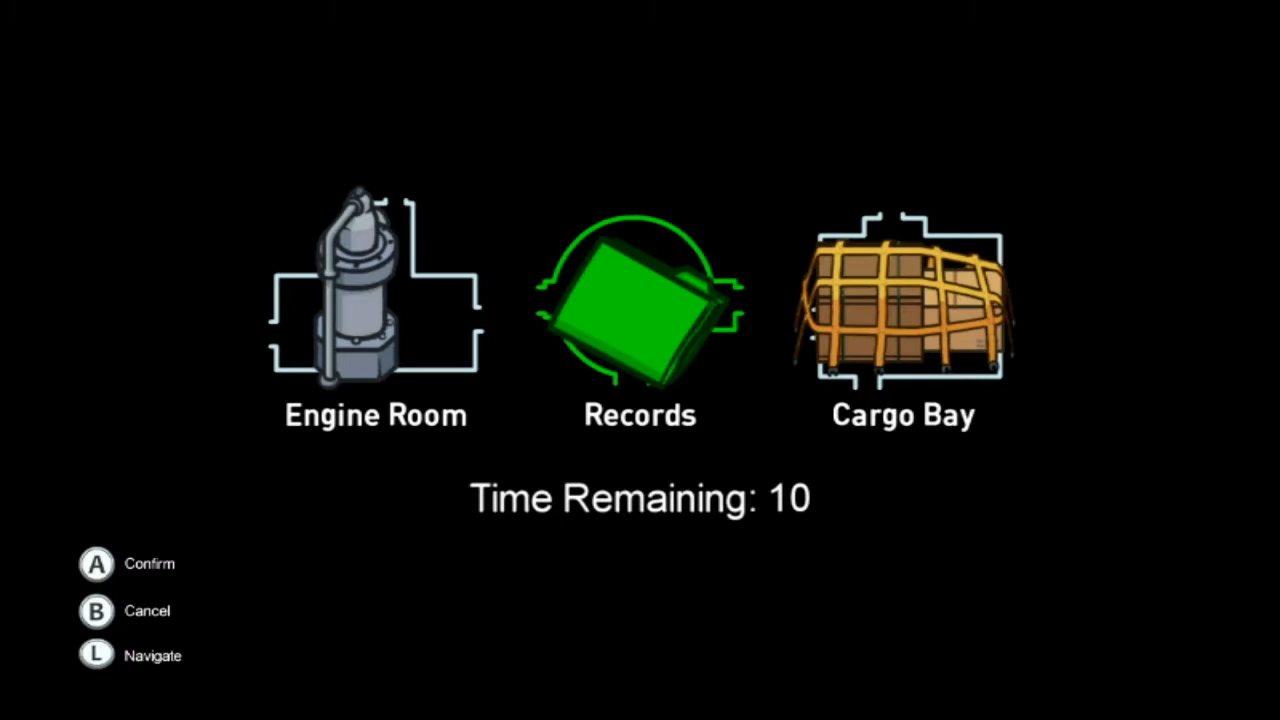 Engine Room
Records
Cargo Bay
Time Remaining: 10
A Confirm
B Cancel
L Navigate